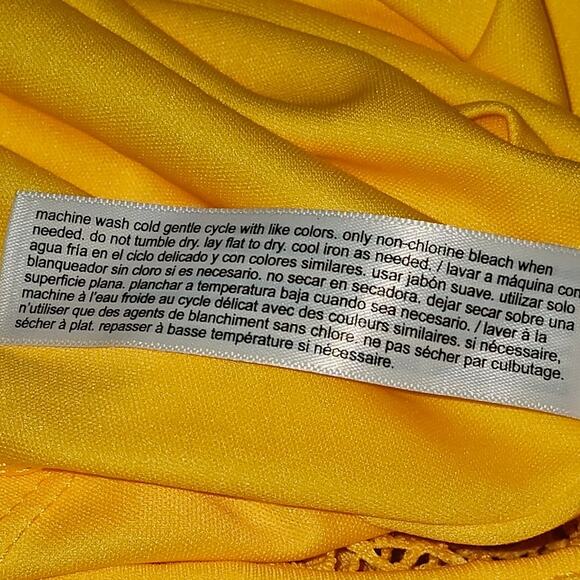 machine wash cold gentle cycle with like colors. only non-chlorine bleach when
needed. do not tumble dry. lay flat to dry. cool iron as needed. / lavar a máquina con
agua fría en el ciclo delicado y con colores similares. usar jabón suave. utilizar solo
blanqueador sin cloro si es necesario. no secar en secadora. dejar secar sobre una
superficie plana. planchar a temperatura baja cuando sea necesario. / laver à la
machine à l'eau froide au cycle délicat avec des couleurs similaires. si nécessaire,
n'utiliser que des agents de blanchiment sans chlore. ne pas sécher par culbutage.
sécher à plat. repasser à basse température si nécessaire.